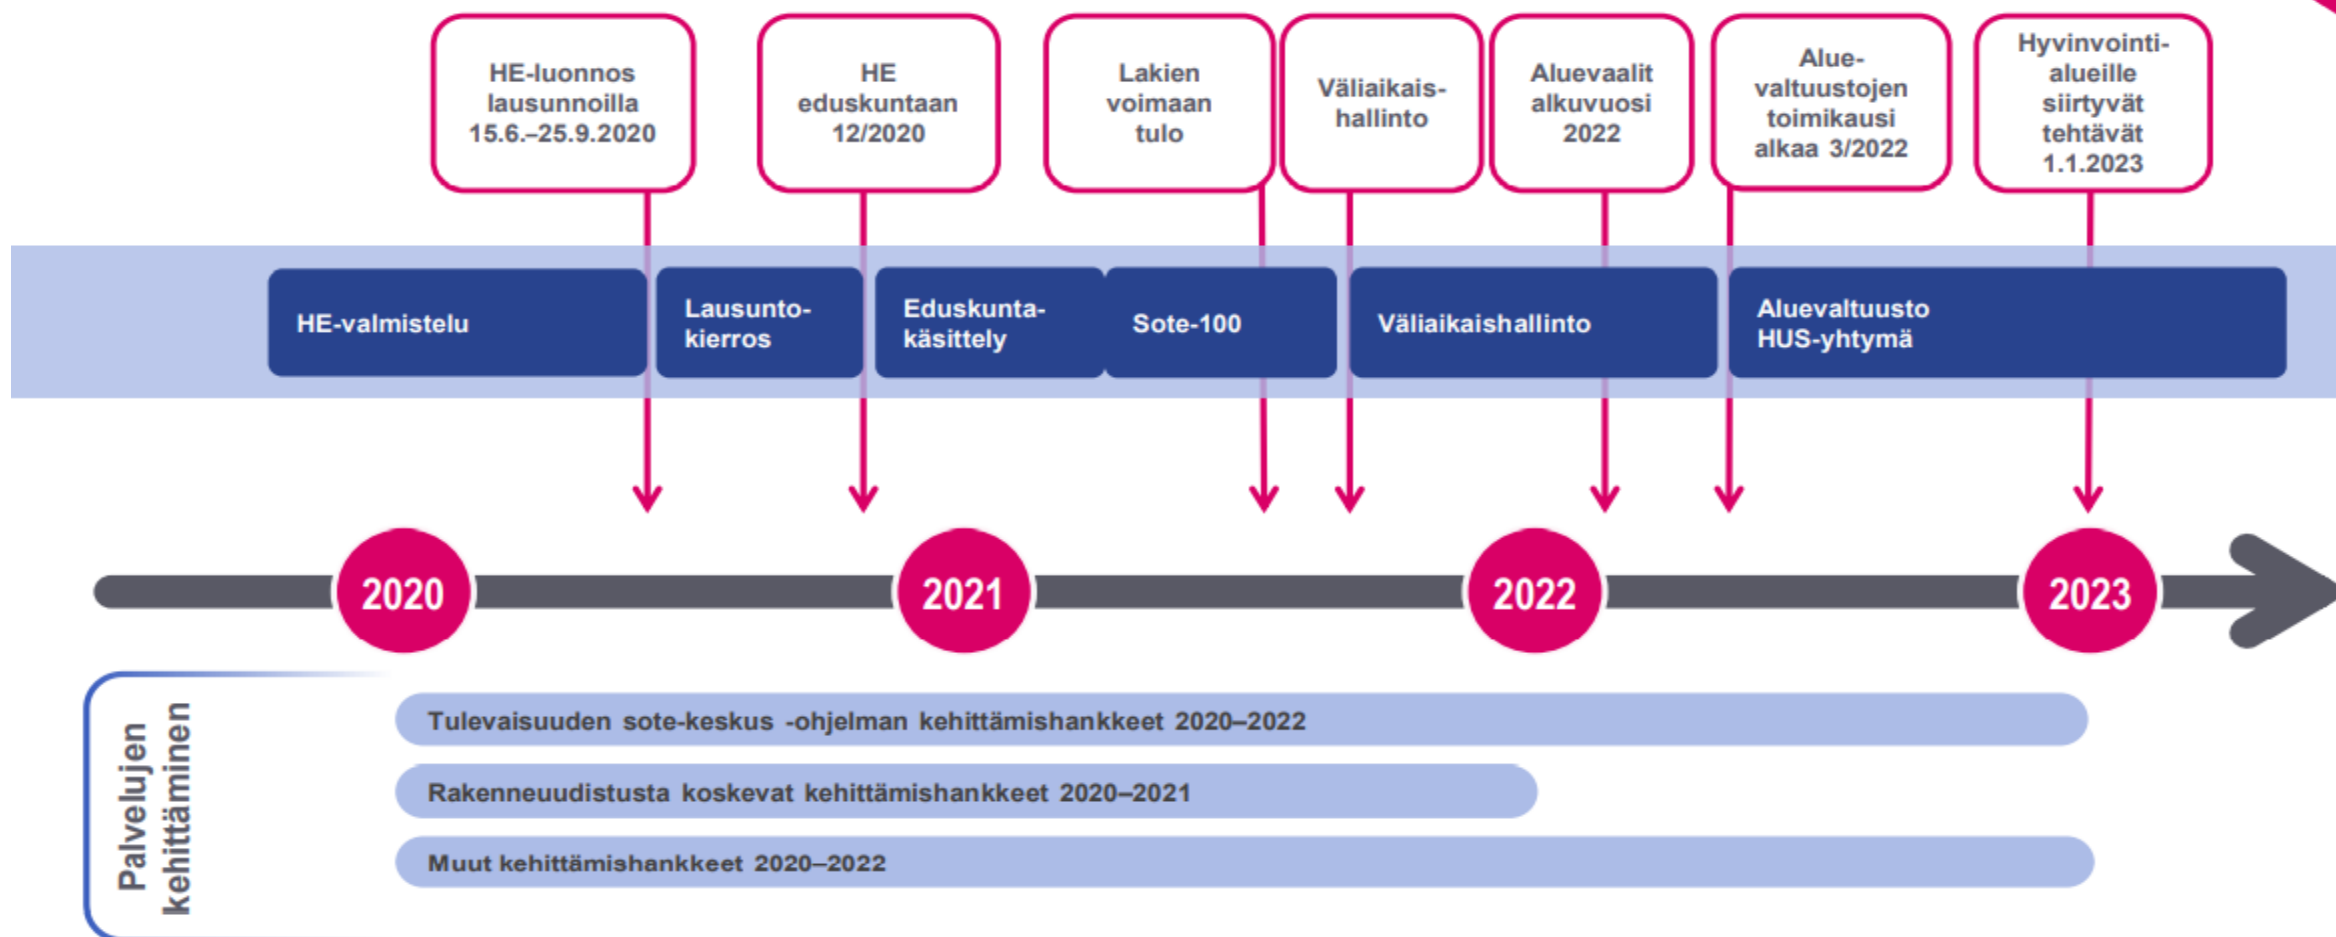 HE-luonnos
lausunnoilla
15.6.–25.9.2020
HE
eduskuntaan
12/2020
Lakien
voimaan
tulo
Väliaikais-
hallinto
Aluevaalit
alkuvuosi
2022
Alue-
valtuustojen
toimikausi
alkaa 3/2022
Hyvinvointi-
alueille
siirtyvät
tehtävät
1.1.2023
HE-valmistelu
Lausunto-
kierros
Eduskunta-
käsittely
Sote-100
Väliaikaishallinto
Aluevaltuusto
HUS-yhtymä
2020
2021
2022
2023
Palvelujen
kehittäminen
Tulevaisuuden sote-keskus -ohjelman kehittämishankkeet 2020–2022
Rakenneuudistusta koskevat kehittämishankkeet 2020–2021
Muut kehittämishankkeet 2020–2022